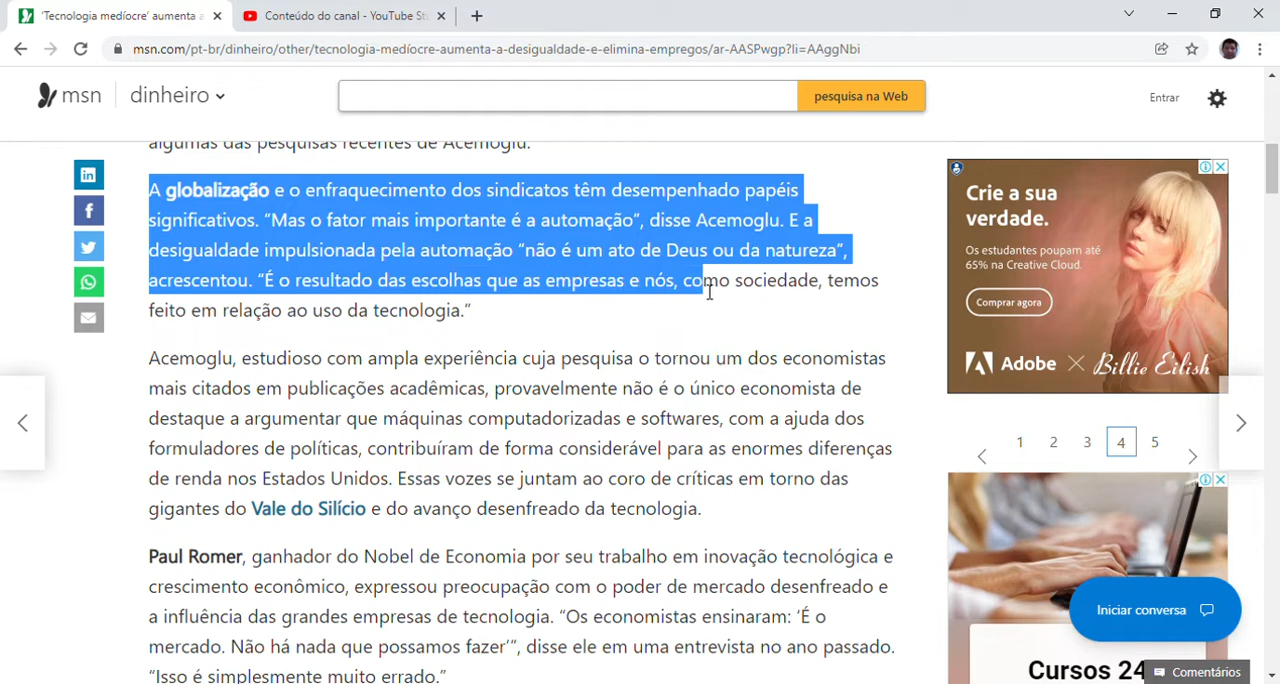 'Tecnologia medíocre' aumenta a
Conteúdo do canal - YouTube St
msn.com/pt-br/dinheiro/other/tecnologia-medíocre-aumenta-a-desigualdade-e-elimina-empregos/ar-AASPwgp?li=AAggNbi
msn
dinheiro
pesquisa na Web
Entrar
algumas das pesquisas recentes de Acemoglu.
A globalização e o enfraquecimento dos sindicatos têm desempenhado papéis
significativos. “Mas o fator mais importante é a automação”, disse Acemoglu. E a
desigualdade impulsionada pela automação “não é um ato de Deus ou da natureza”,
acrescentou. “É o resultado das escolhas que as empresas e nós, como sociedade, temos
feito em relação ao uso da tecnologia.”
Acemoglu, estudioso com ampla experiência cuja pesquisa o tornou um dos economistas
mais citados em publicações acadêmicas, provavelmente não é o único economista de
destaque a argumentar que máquinas computadorizadas e softwares, com a ajuda dos
formuladores de políticas, contribuíram de forma considerável para as enormes diferenças
de renda nos Estados Unidos. Essas vozes se juntam ao coro de críticas em torno das
gigantes do Vale do Silício e do avanço desenfreado da tecnologia.
Paul Romer, ganhador do Nobel de Economia por seu trabalho em inovação tecnológica e
crescimento econômico, expressou preocupação com o poder de mercado desenfreado e
a influência das grandes empresas de tecnologia. “Os economistas ensinaram: ‘É o
mercado. Não há nada que possamos fazer’”, disse ele em uma entrevista no ano passado.
“Isso é simplesmente muito errado.”
Crie a sua
verdade.
Os estudantes poupam até
65% na Creative Cloud.
Comprar agora
Adobe × Billie Eilish
1 2 3 4 5
Iniciar conversa
Cursos 24
Comentários